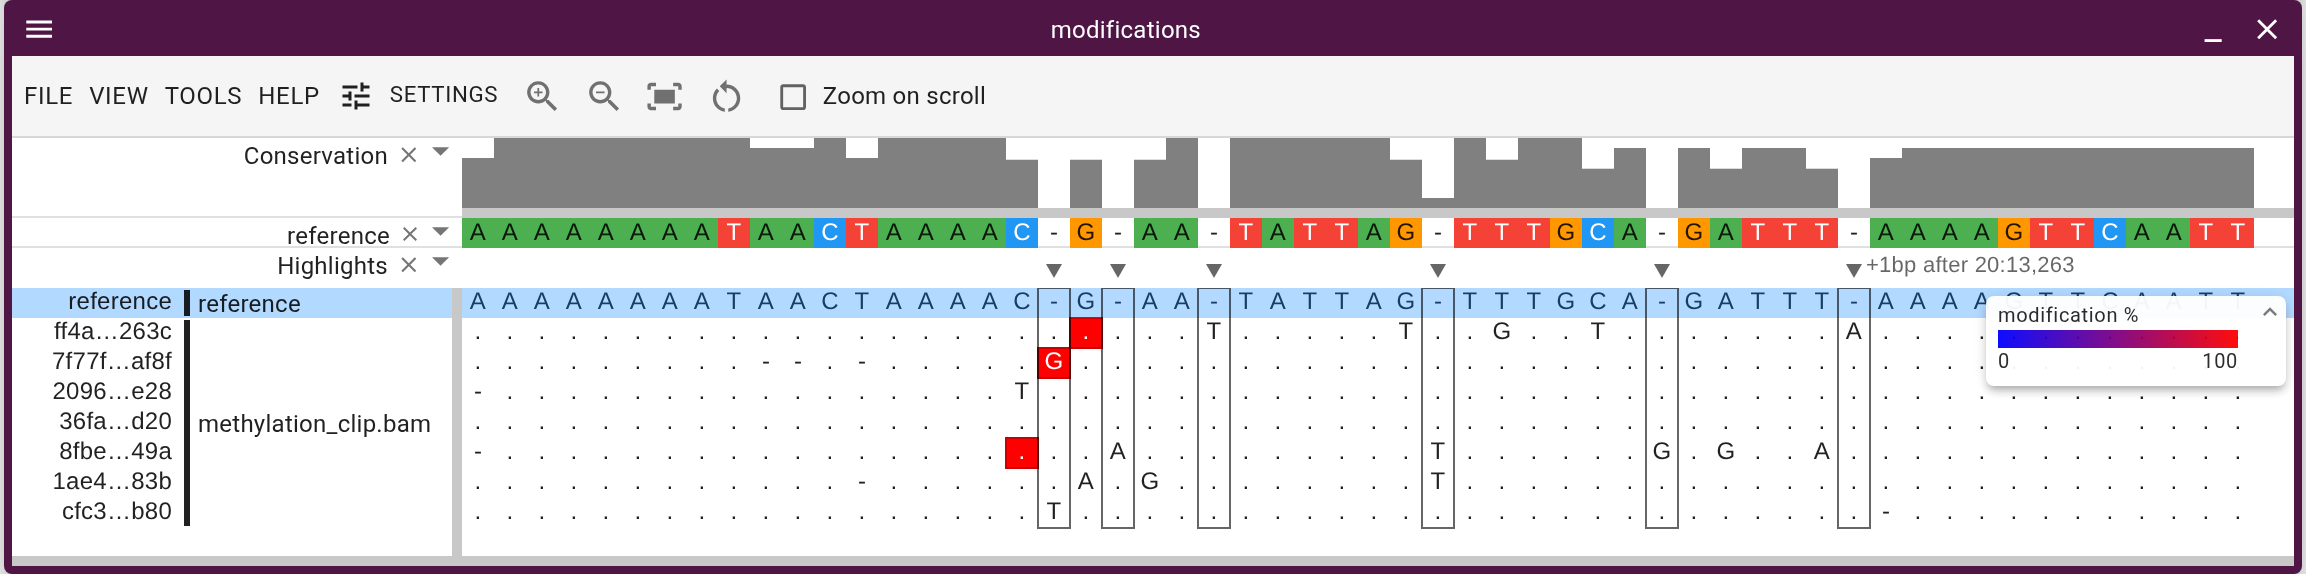 modifications
FILE VIEW TOOLS HELP SETTINGS Zoom on scroll
Conservation
reference A A A A A A A A T A A C T A A A A C - G - A A - T A T T A G - T T T G C A - G A T T T - A A A A G T T C A A T T
Highlights +1bp after 20:13,263
reference reference A A A A A A A A T A A C T A A A A C - G - A A - T A T T A G - T T T G C A - G A T T T - A A A A G T T C A A T T
modification %
0 100
ff4a…263c . . . . . . . . . . . . . . . . . . . . . . . T . . . . . T . . G . . T . . . . . . . A . . . .
7f77f…af8f . . . . . . . . . - - . - . . . . . G . . . . . . . . . . . . . . . . . . . . . . . . . . . . .
2096…e28 - . . . . . . . . . . . . . . . . T . . . . . . . . . . . . . . . . . . . . . . . . . . . . . . . . . . . . . .
36fa…d20 . . . . . . . . . . . . . . . . . . . . . . . . . . . . . . . . . . . . . . . . . . . . . . . . . . . . . . . .
methylation_clip.bam
8fbe…49a - . . . . . . . . . . . . . . . . . . . A . . . . . . . . . T . . . . . . G . G . . A . . . . . . . . . . . . .
1ae4…83b . . . . . . . . . . . . - . . . . . . A . G . . . . . . . . T . . . . . . . . . . . . . . . . . . . . . . . . .
cfc3…b80 . . . . . . . . . . . . . . . . . . T . . . . . . . . . . . . . . . . . . . . . . . . . - . . . . . . . . . . .